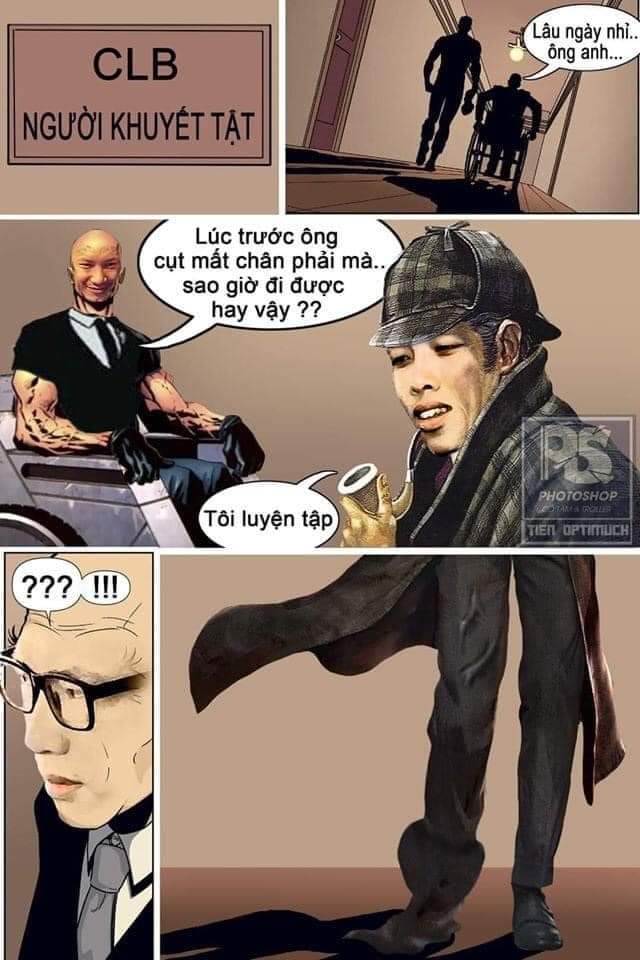 CLB
NGƯỜI KHUYẾT TẬT
Lâu ngày nhỉ..
ông anh...
Lúc trước ông
cụt mất chân phải mà..
sao giờ đi được
hay vậy ??
Tôi luyện tập
PS
PHOTOSHOP
TIEN OPTIMUCH
??? !!!